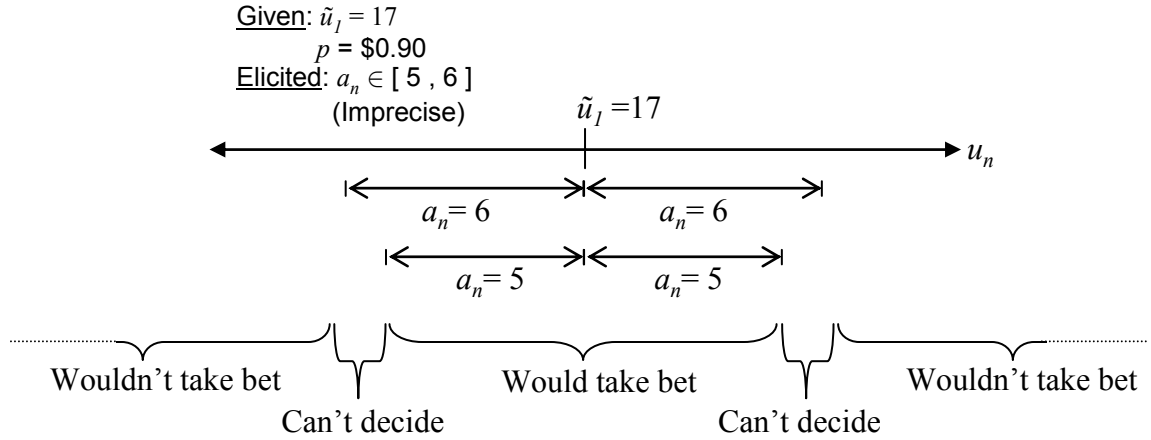 Given: ũ₁ = 17
p = $0.90
Elicited: aₙ ∈ [ 5 , 6 ]
(Imprecise)
ũ₁ =17
uₙ
aₙ= 6 aₙ= 6
aₙ= 5 aₙ= 5
Wouldn't take bet Would take bet Wouldn't take bet
Can't decide Can't decide